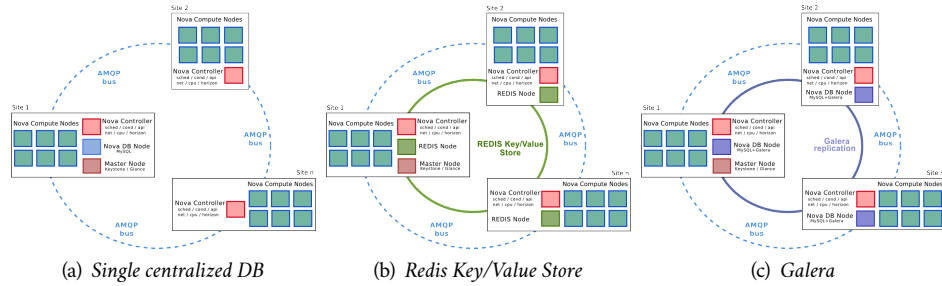 Site 2
Nova Compute Nodes
Nova Controller
sched / cond / api
net / cpu / horizon
AMQP
bus
Site 1
Nova Compute Nodes
Nova Controller
sched / cond / api
net / cpu / horizon
Nova DB Node
MySQL
Master Node
Keystone / Glance
AMQP
bus
Site n
Nova Compute Nodes
Nova Controller
sched / cond / api
net / cpu / horizon
AMQP
bus
(a) Single centralized DB
Site 2
Nova Compute Nodes
Nova Controller
sched / cond / api
net / cpu / horizon
REDIS Node
AMQP
bus
Site 1
Nova Compute Nodes
Nova Controller
sched / cond / api
net / cpu / horizon
REDIS Node
Master Node
Keystone / Glance
REDIS Key/Value
Store
AMQP
bus
Site n
Nova Controller
sched / cond / api
net / cpu / horizon
REDIS Node
Nova Compute Nodes
AMQP
bus
(b) Redis Key/Value Store
Site 2
Nova Compute Nodes
Nova Controller
sched / cond / api
net / cpu / horizon
Nova DB Node
MySQL+Galera
AMQP
bus
Site 1
Nova Compute Nodes
Nova Controller
sched / cond / api
net / cpu / horizon
Nova DB Node
MySQL+Galera
Master Node
Keystone / Glance
Galera
replication
AMQP
bus
Site n
Nova Controller
sched / cond / api
net / cpu / horizon
Nova DB Node
MySQL+Galera
Nova Compute Nodes
AMQP
bus
(c) Galera